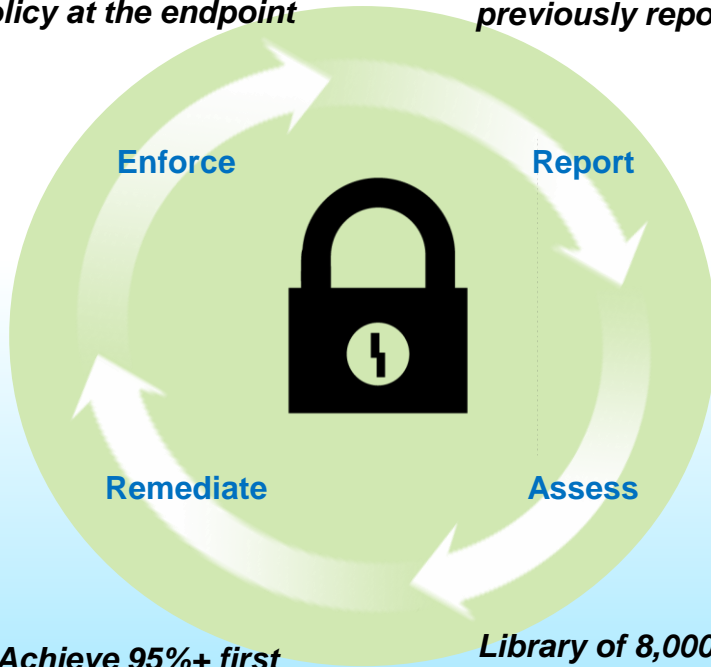 olicy at the endpoint
previously repo
Enforce
Report
Remediate
Assess
Achieve 95%+ first
Library of 8,000